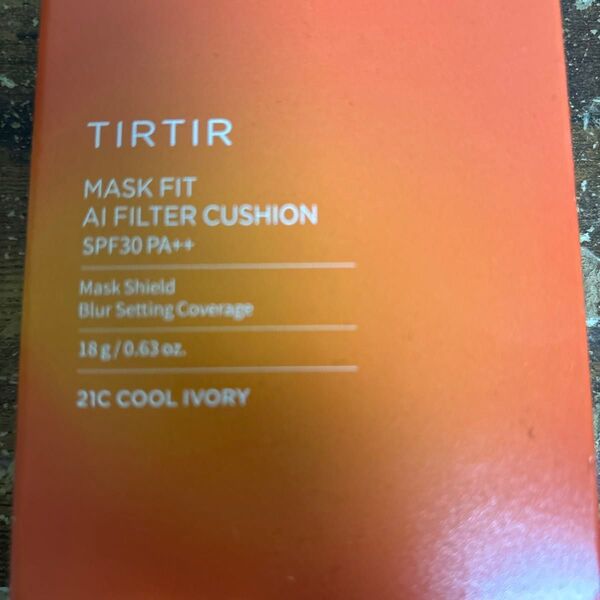 TIRTIR
MASK FIT
AI FILTER CUSHION
SPF30 PA++
Mask Shield
Blur Setting Coverage
18 g / 0.63 oz.
21C COOL IVORY